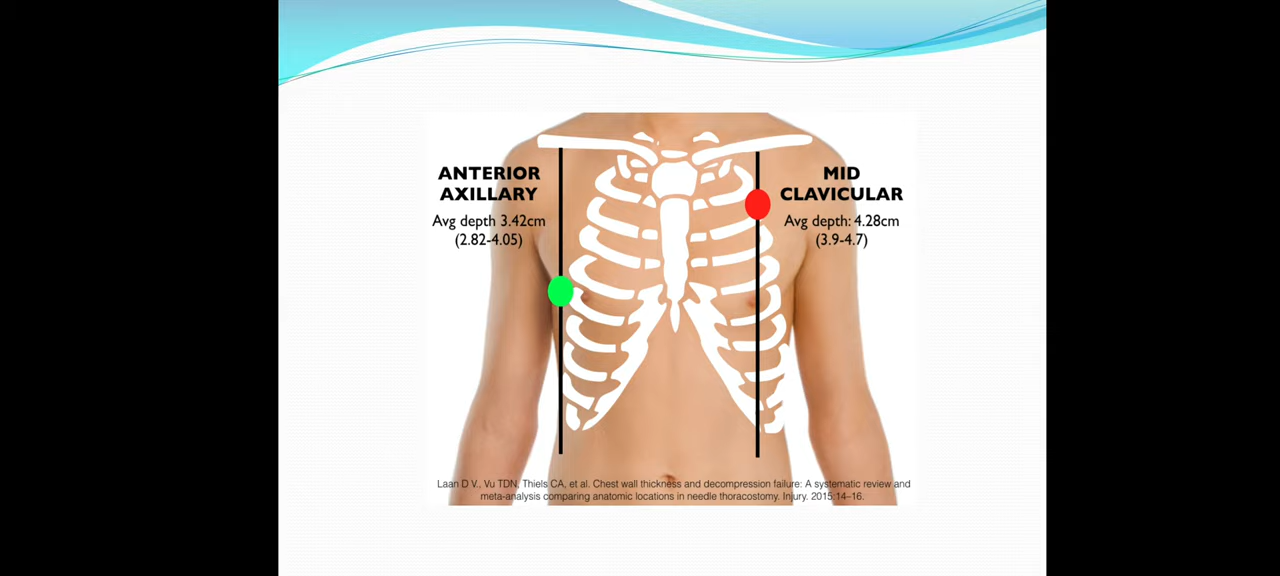 ANTERIOR
AXILLARY
Avg depth 3.42cm
(2.82-4.05)
MID
CLAVICULAR
Avg depth: 4.28cm
(3.9-4.7)
Laan D V., Vu TDN, Thiels CA, et al. Chest wall thickness and decompression failure: A systematic review and
meta-analysis comparing anatomic locations in needle thoracostomy. Injury. 2015:14–16.